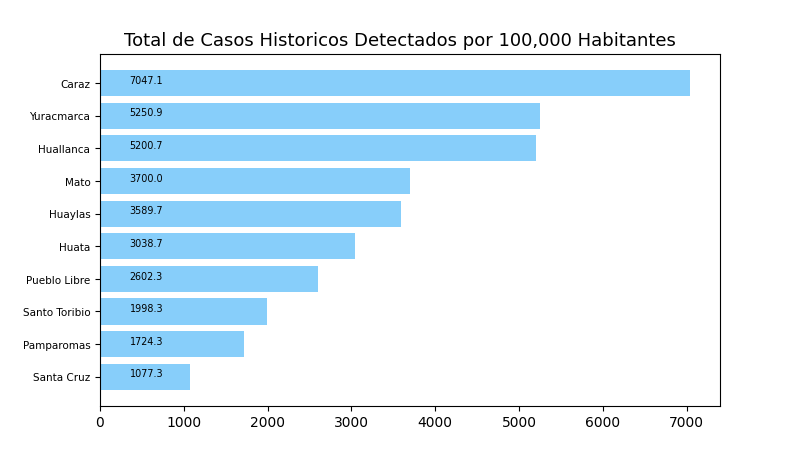 Total de Casos Historicos Detectados por 100,000 Habitantes
Caraz 7047.1
Yuracmarca 5250.9
Huallanca 5200.7
Mato 3700.0
Huaylas 3589.7
Huata 3038.7
Pueblo Libre 2602.3
Santo Toribio 1998.3
Pamparomas 1724.3
Santa Cruz 1077.3
0 1000 2000 3000 4000 5000 6000 7000